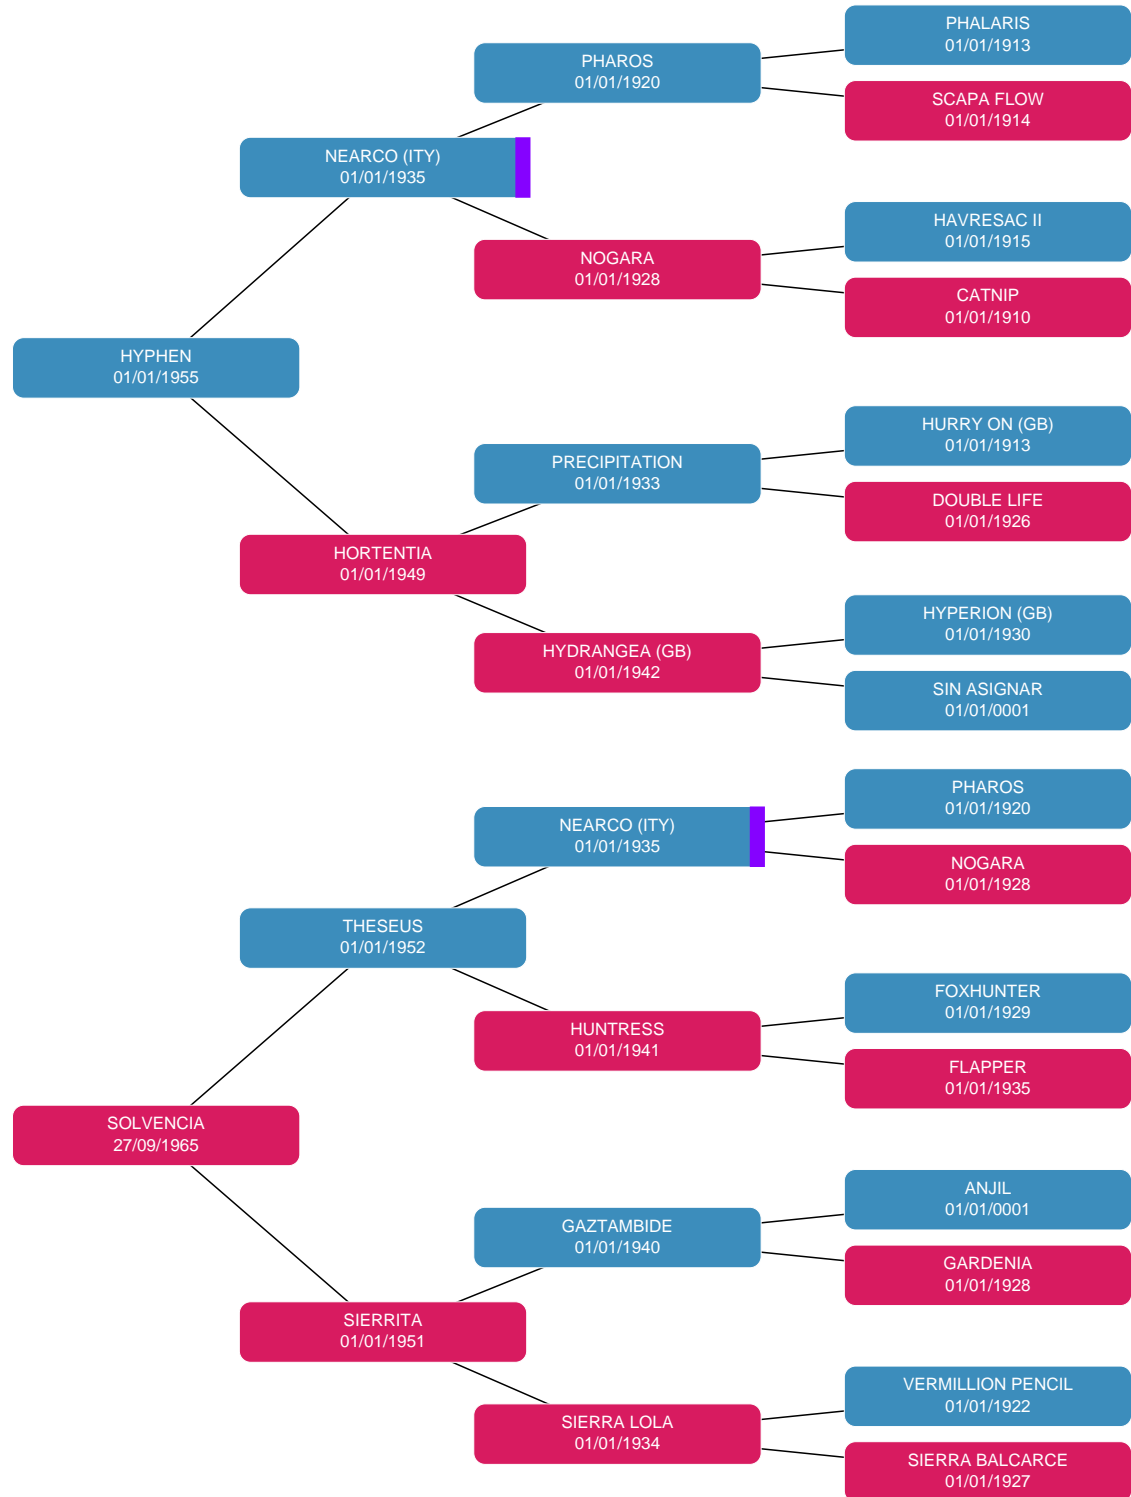 PHALARIS
01/01/1913
PHAROS
01/01/1920
SCAPA FLOW
01/01/1914
NEARCO (ITY)
01/01/1935
HAVRESAC II
01/01/1915
NOGARA
01/01/1928
CATNIP
01/01/1910
HYPHEN
01/01/1955
HURRY ON (GB)
01/01/1913
PRECIPITATION
01/01/1933
DOUBLE LIFE
01/01/1926
HORTENTIA
01/01/1949
HYPERION (GB)
01/01/1930
HYDRANGEA (GB)
01/01/1942
SIN ASIGNAR
01/01/0001
PHAROS
01/01/1920
NEARCO (ITY)
01/01/1935
NOGARA
01/01/1928
THESEUS
01/01/1952
FOXHUNTER
01/01/1929
HUNTRESS
01/01/1941
FLAPPER
01/01/1935
SOLVENCIA
27/09/1965
ANJIL
01/01/0001
GAZTAMBIDE
01/01/1940
GARDENIA
01/01/1928
SIERRITA
01/01/1951
VERMILLION PENCIL
01/01/1922
SIERRA LOLA
01/01/1934
SIERRA BALCARCE
01/01/1927